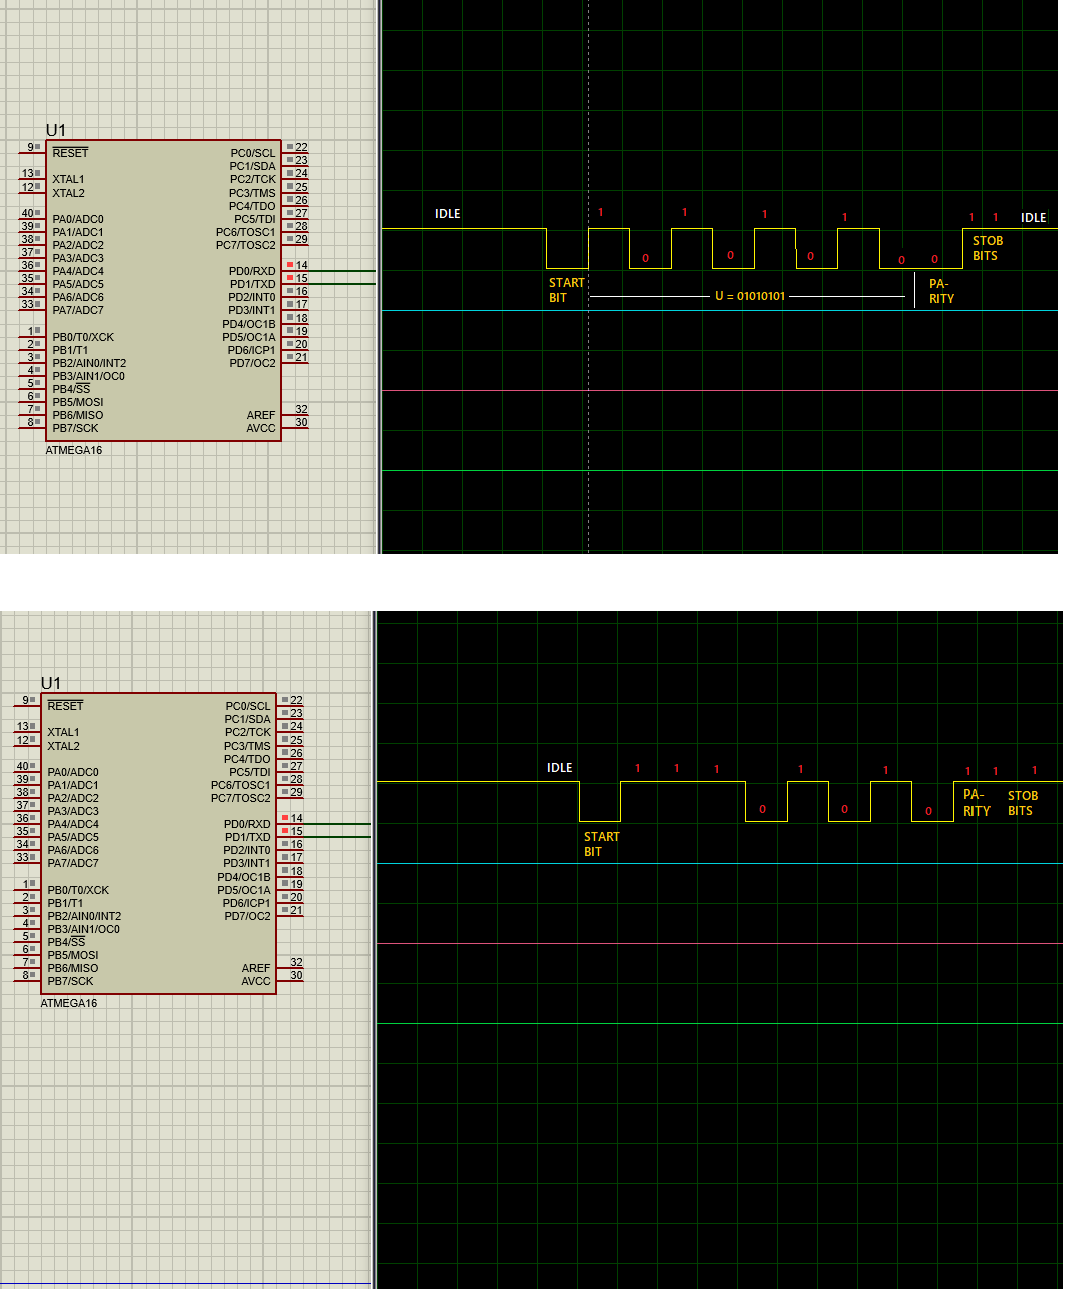 U1
9 RESET PC0/SCL 22
PC1/SDA 23
13 XTAL1 PC2/TCK 24
12 XTAL2 PC3/TMS 25
PC4/TDO 26
40 PA0/ADC0 PC5/TDI 27
39 PA1/ADC1 PC6/TOSC1 28
38 PA2/ADC2 PC7/TOSC2 29
37 PA3/ADC3
36 PA4/ADC4 PD0/RXD 14
35 PA5/ADC5 PD1/TXD 15
34 PA6/ADC6 PD2/INT0 16
33 PA7/ADC7 PD3/INT1 17
PD4/OC1B 18
1 PB0/T0/XCK PD5/OC1A 19
2 PB1/T1 PD6/ICP1 20
3 PB2/AIN0/INT2 PD7/OC2 21
4 PB3/AIN1/OC0
5 PB4/SS
6 PB5/MOSI
7 PB6/MISO AREF 32
8 PB7/SCK AVCC 30
ATMEGA16
IDLE 1 1 1 1 1 1 IDLE
0 0 0 0 0
STOB
BITS
START
BIT
U = 01010101
PA-
RITY
U1
9 RESET PC0/SCL 22
PC1/SDA 23
13 XTAL1 PC2/TCK 24
12 XTAL2 PC3/TMS 25
PC4/TDO 26
40 PA0/ADC0 PC5/TDI 27
39 PA1/ADC1 PC6/TOSC1 28
38 PA2/ADC2 PC7/TOSC2 29
37 PA3/ADC3
36 PA4/ADC4 PD0/RXD 14
35 PA5/ADC5 PD1/TXD 15
34 PA6/ADC6 PD2/INT0 16
33 PA7/ADC7 PD3/INT1 17
PD4/OC1B 18
1 PB0/T0/XCK PD5/OC1A 19
2 PB1/T1 PD6/ICP1 20
3 PB2/AIN0/INT2 PD7/OC2 21
4 PB3/AIN1/OC0
5 PB4/SS
6 PB5/MOSI
7 PB6/MISO AREF 32
8 PB7/SCK AVCC 30
ATMEGA16
IDLE 1 1 1 1 1 1 1 1
0 0 0
PA-
RITY
STOB
BITS
START
BIT